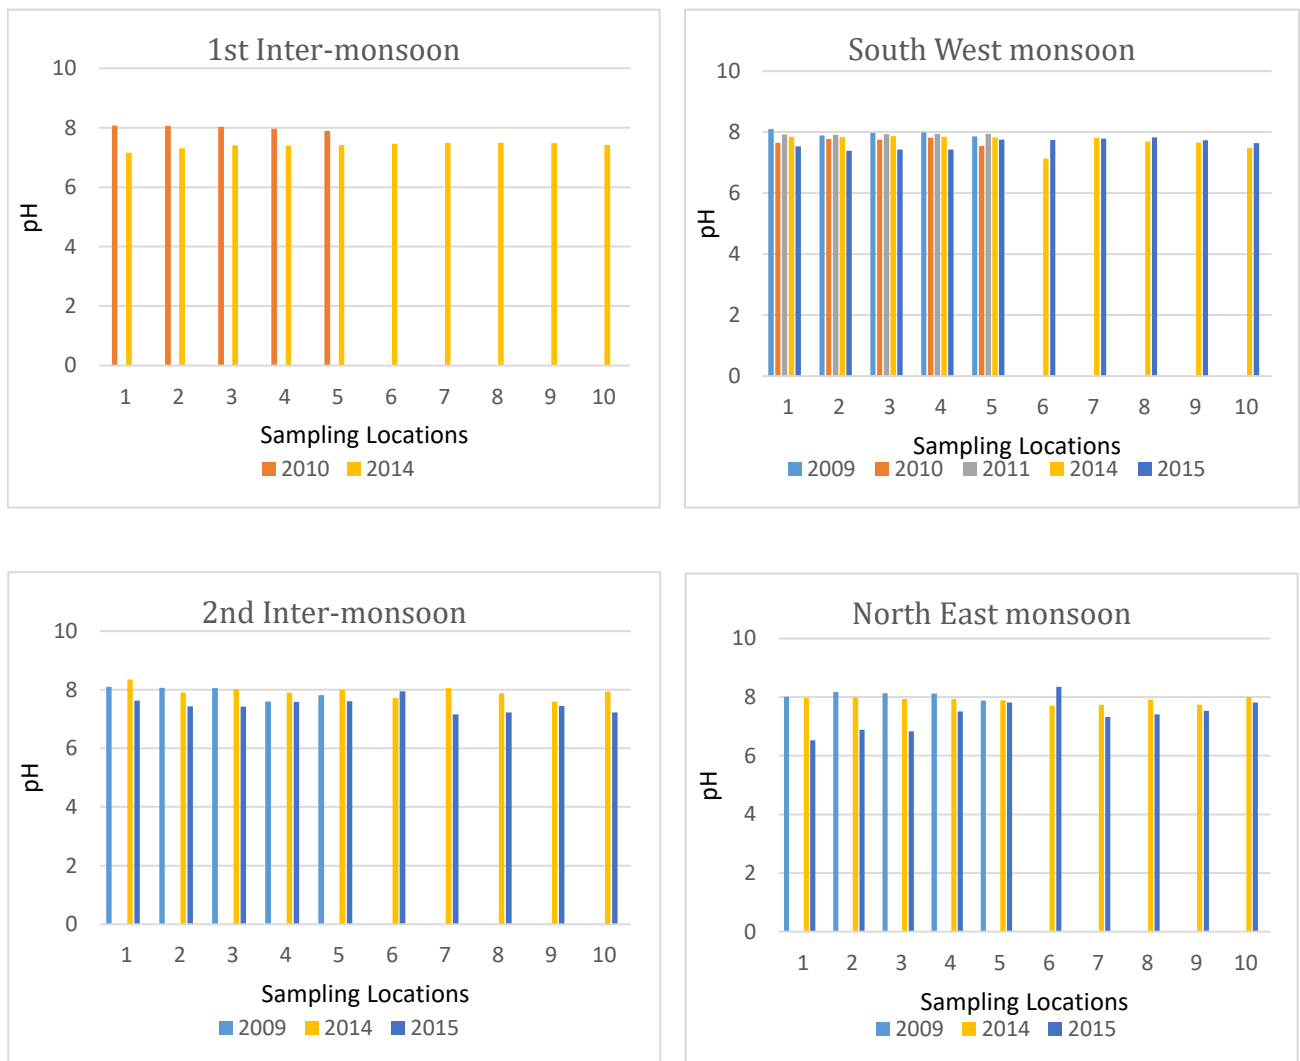 1st Inter-monsoon
10
8
6
4
2
0
pH
1 2 3 4 5 6 7 8 9 10
Sampling Locations
2010 2014
South West monsoon
10
8
6
4
2
0
pH
1 2 3 4 5 6 7 8 9 10
Sampling Locations
2009 2010 2011 2014 2015
2nd Inter-monsoon
10
8
6
4
2
0
pH
1 2 3 4 5 6 7 8 9 10
Sampling Locations
2009 2014 2015
North East monsoon
10
8
6
4
2
0
pH
1 2 3 4 5 6 7 8 9 10
Sampling Locations
2009 2014 2015